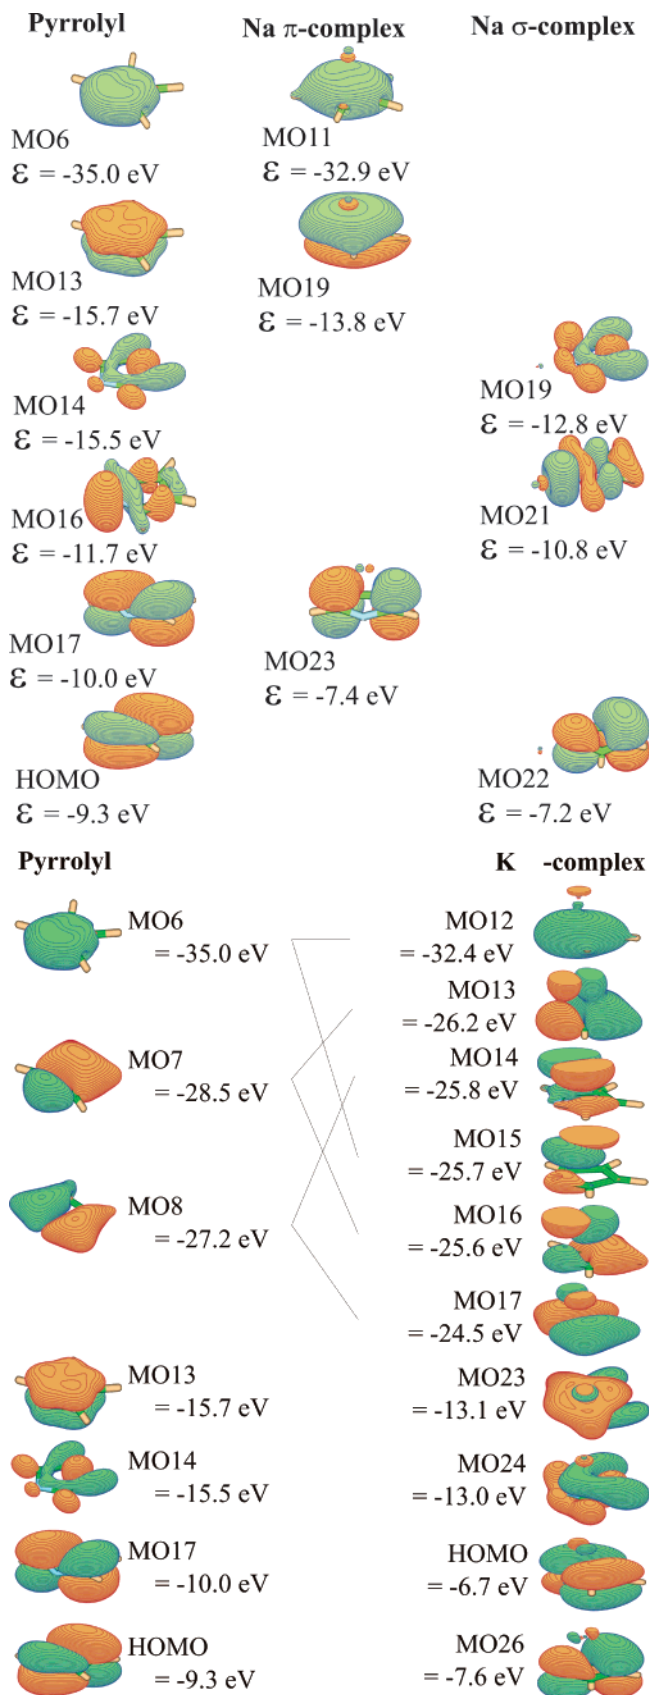 Pyrrolyl
Na π-complex
Na σ-complex
MO6
ε = -35.0 eV
MO11
ε = -32.9 eV
MO13
ε = -15.7 eV
MO19
ε = -13.8 eV
MO14
ε = -15.5 eV
MO19
ε = -12.8 eV
MO16
ε = -11.7 eV
MO21
ε = -10.8 eV
MO17
ε = -10.0 eV
MO23
ε = -7.4 eV
HOMO
ε = -9.3 eV
MO22
ε = -7.2 eV
Pyrrolyl
K -complex
MO6
= -35.0 eV
MO12
= -32.4 eV
MO13
= -26.2 eV
MO7
= -28.5 eV
MO14
= -25.8 eV
MO15
= -25.7 eV
MO8
= -27.2 eV
MO16
= -25.6 eV
MO17
= -24.5 eV
MO13
= -15.7 eV
MO23
= -13.1 eV
MO14
= -15.5 eV
MO24
= -13.0 eV
MO17
= -10.0 eV
HOMO
= -6.7 eV
HOMO
= -9.3 eV
MO26
= -7.6 eV